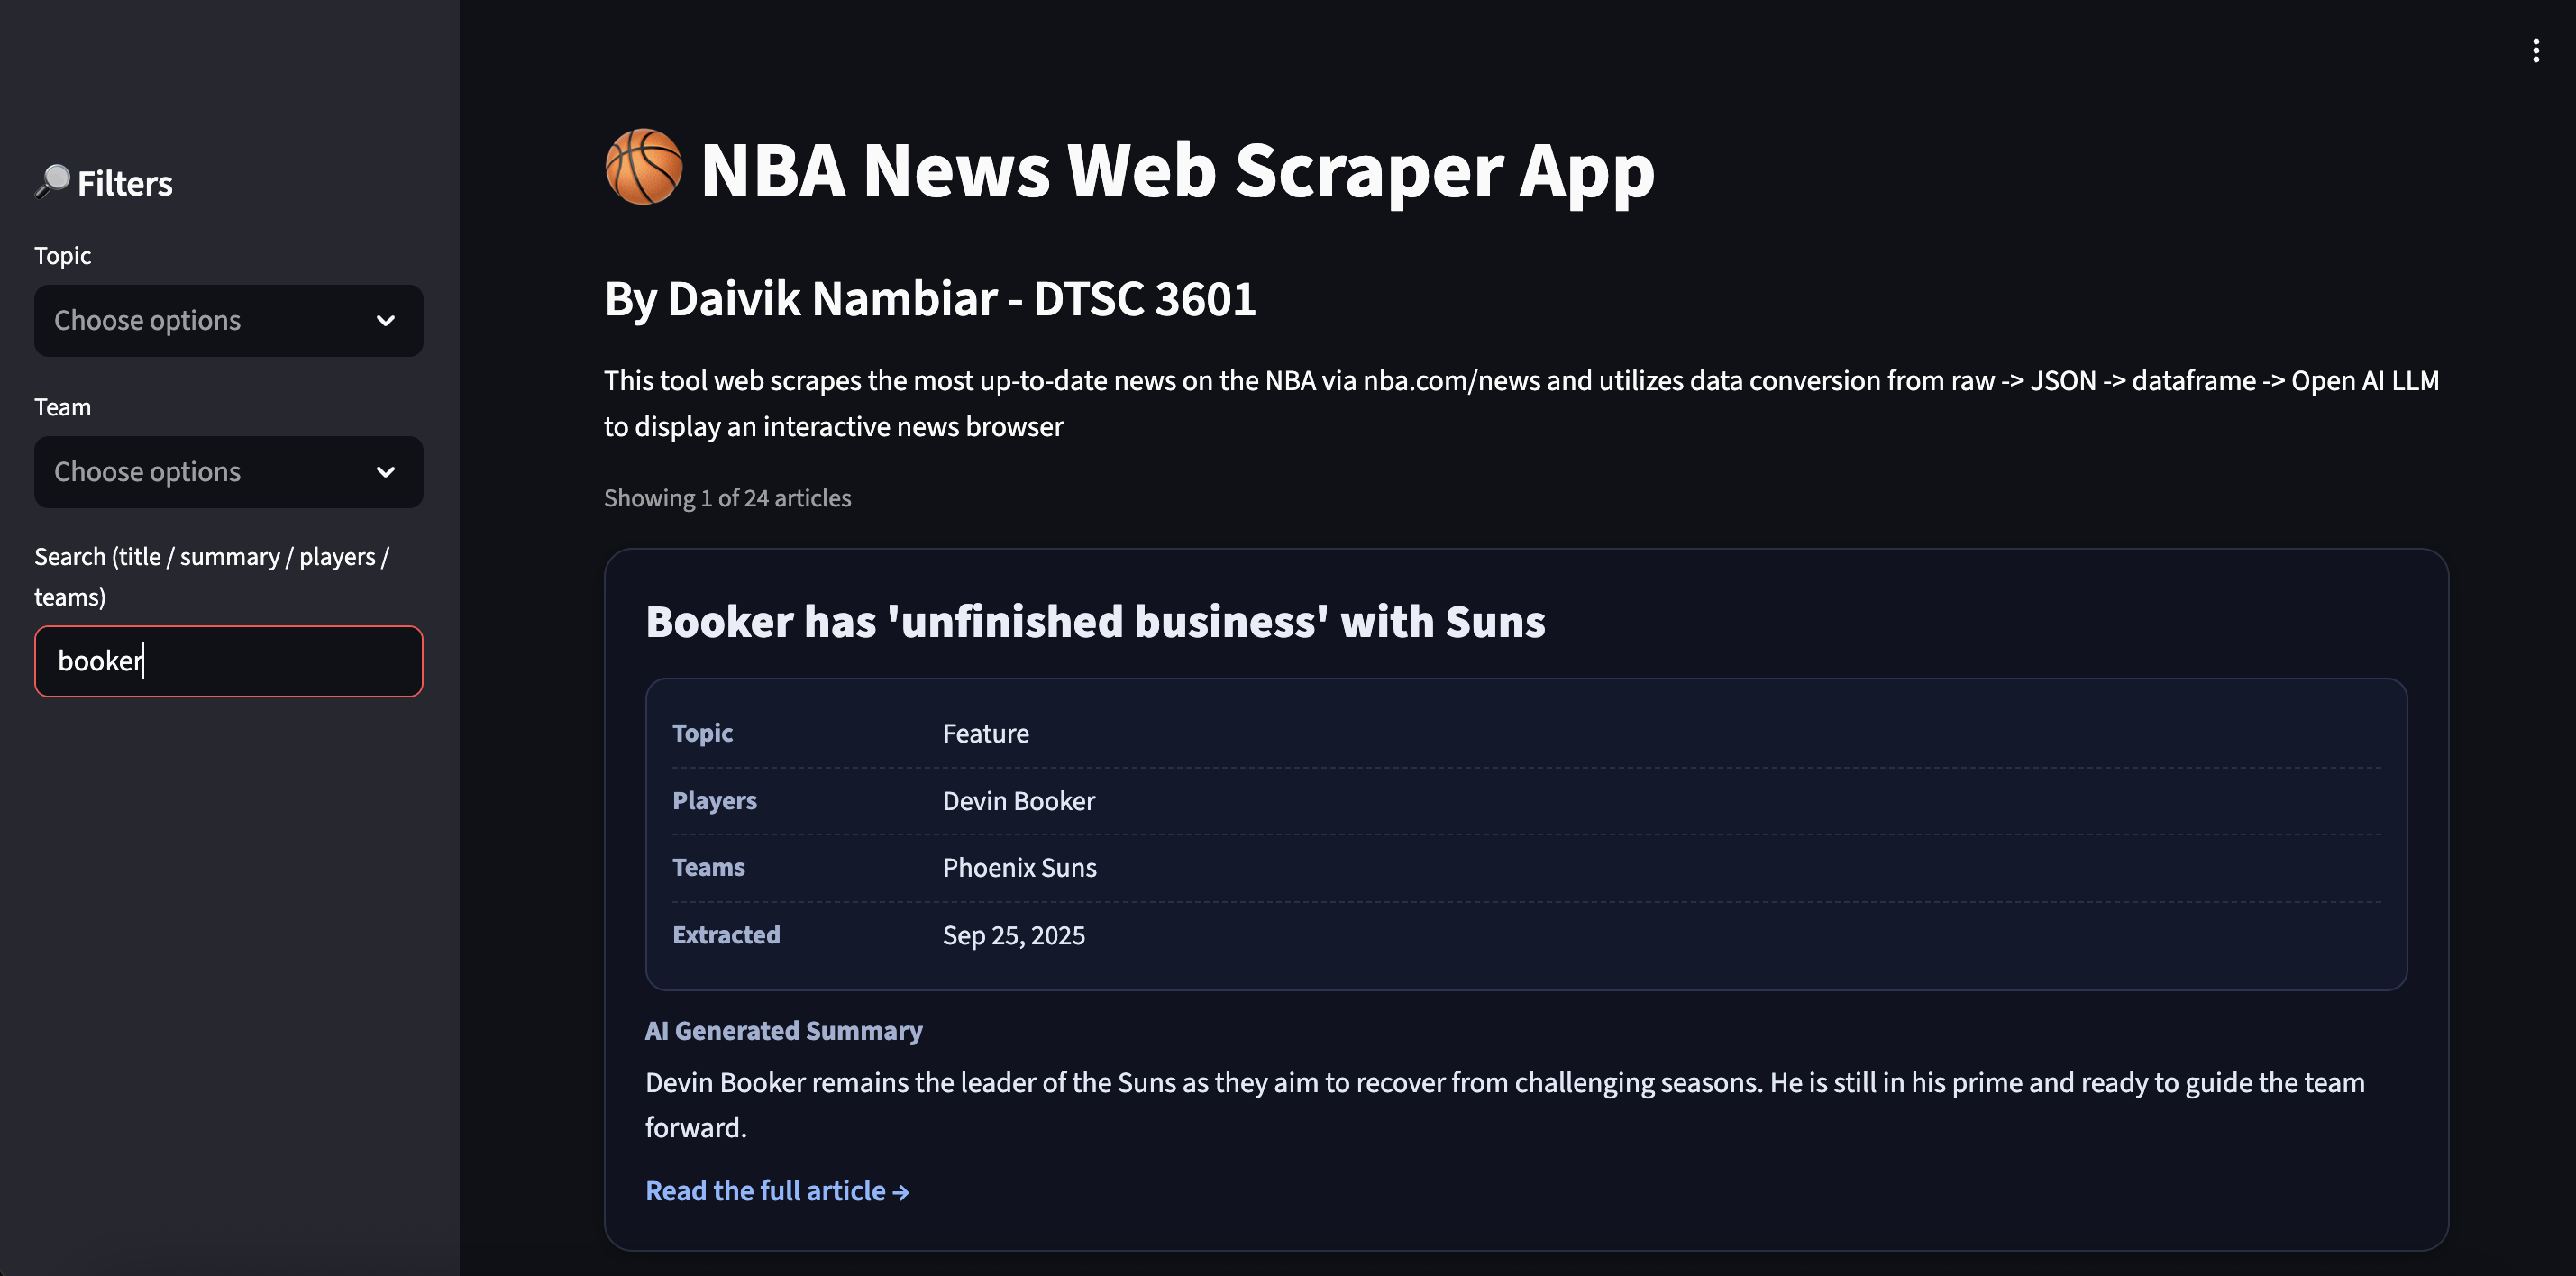 Filters
Topic
Choose options
Team
Choose options
Search (title / summary / players /
teams)
booker
NBA News Web Scraper App
By Daivik Nambiar - DTSC 3601
This tool web scrapes the most up-to-date news on the NBA via nba.com/news and utilizes data conversion from raw -> JSON -> dataframe -> Open AI LLM
to display an interactive news browser
Showing 1 of 24 articles
Booker has 'unfinished business' with Suns
Topic Feature
Players Devin Booker
Teams Phoenix Suns
Extracted Sep 25, 2025
AI Generated Summary
Devin Booker remains the leader of the Suns as they aim to recover from challenging seasons. He is still in his prime and ready to guide the team
forward.
Read the full article →